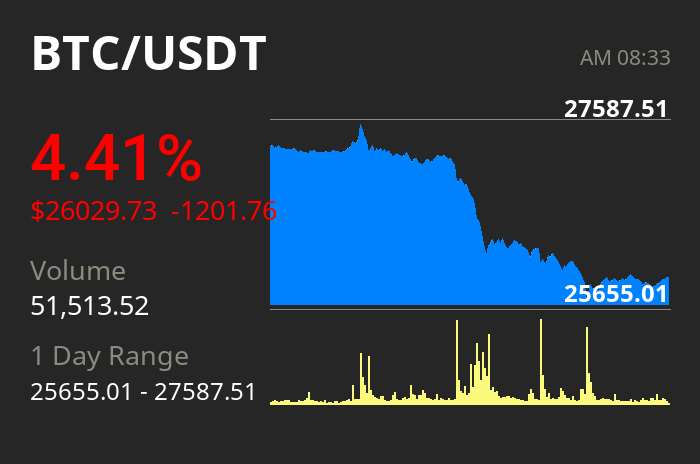 BTC/USDT
AM 08:33
27587.51
4.41%
$26029.73 -1201.76
Volume
51,513.52
25655.01
1 Day Range
25655.01 - 27587.51